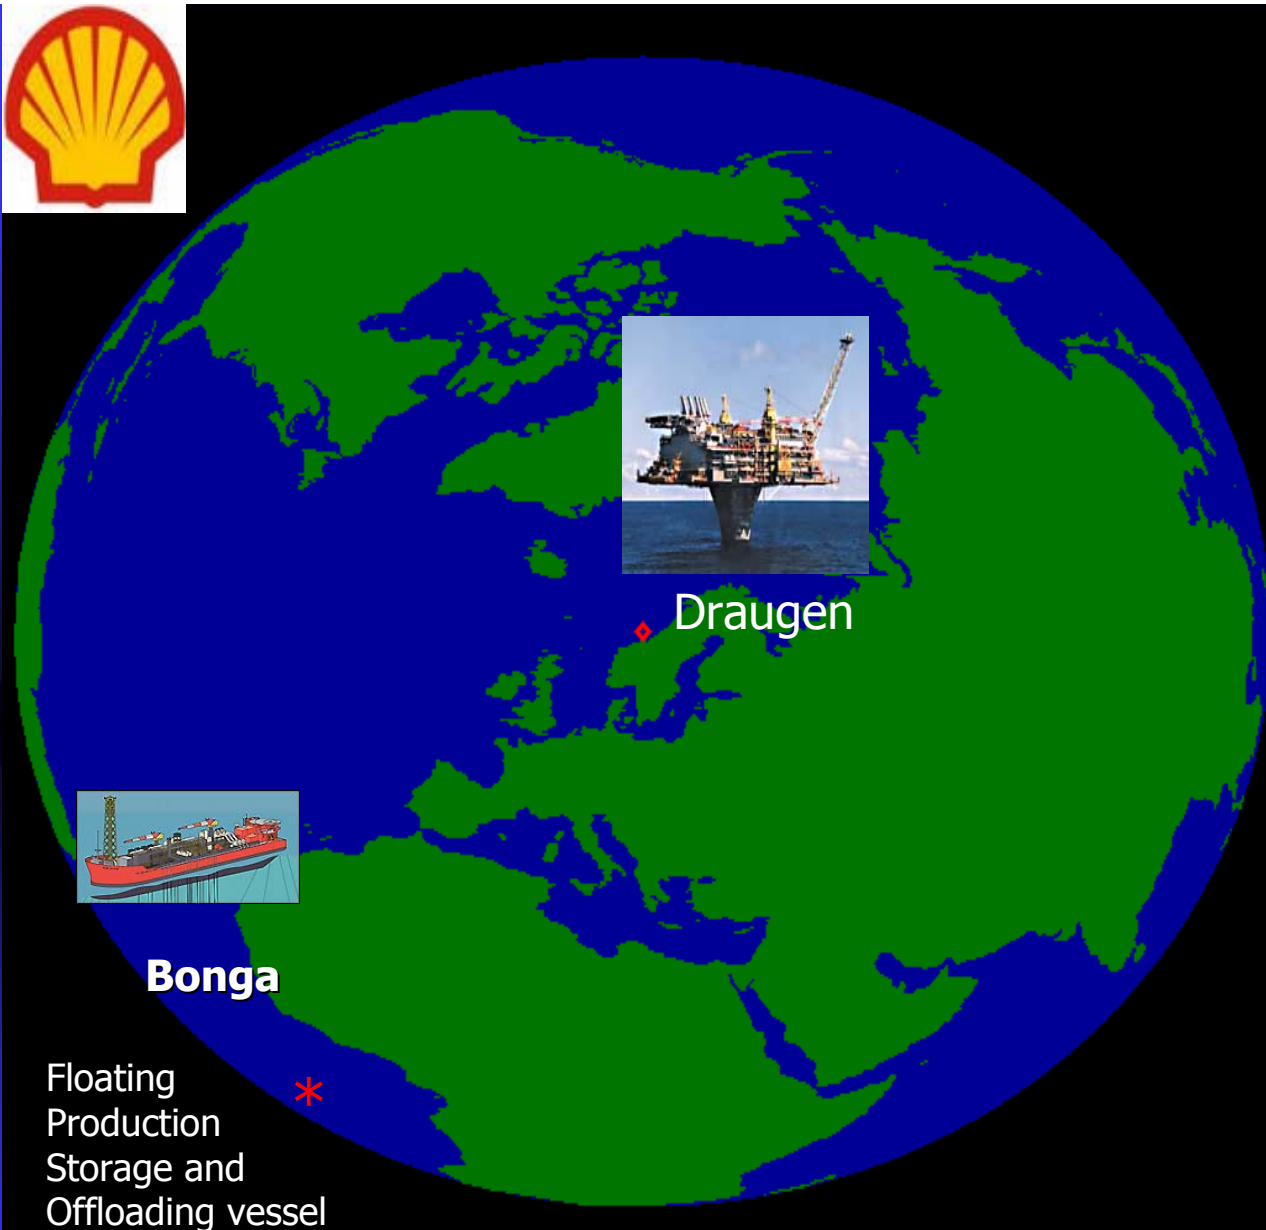 Draugen
Bonga
Floating
Production
Storage and
Offloading vessel